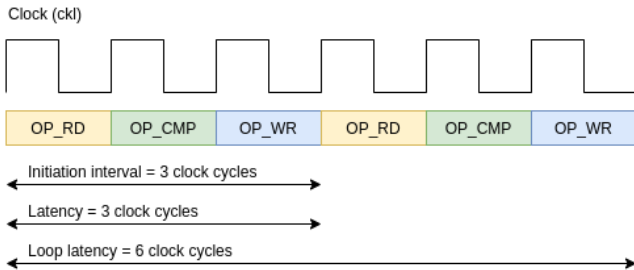 Clock (ckl)
OP_RD OP_CMP OP_WR OP_RD OP_CMP OP_WR
Initiation interval = 3 clock cycles
Latency = 3 clock cycles
Loop latency = 6 clock cycles